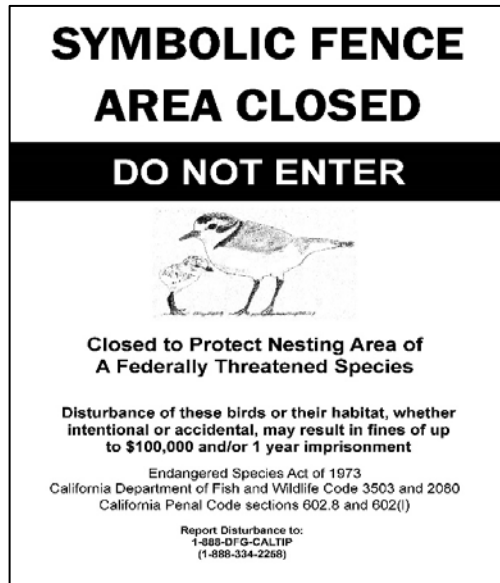 SYMBOLIC FENCE
AREA CLOSED
DO NOT ENTER
Closed to Protect Nesting Area of
A Federally Threatened Species
Disturbance of these birds or their habitat, whether
intentional or accidental, may result in fines of up
to $100,000 and/or 1 year imprisonment
Endangered Species Act of 1973
California Department of Fish and Wildlife Code 3503 and 2080
California Penal Code sections 602.8 and 602(l)
Report Disturbance to:
1-888-DFG-CALTIP
(1-888-334-2258)